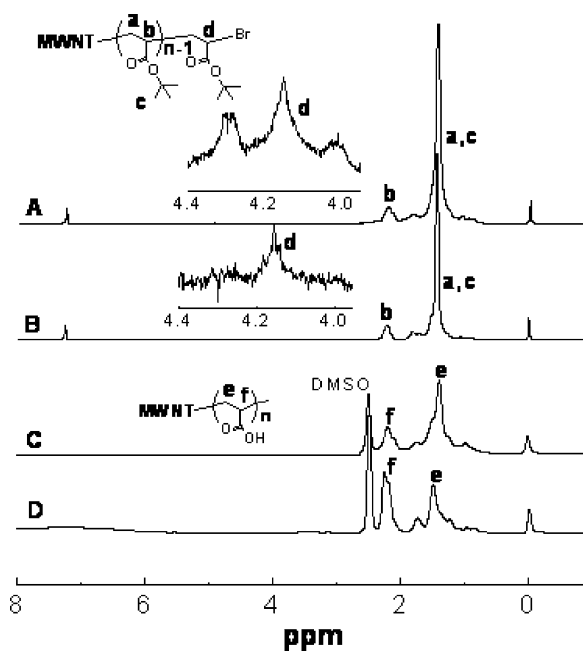 a b d Br
MWNT n-1
O O O O
c
d
4.4 4.2 4.0
A b a,c
d
4.4 4.2 4.0
B b a,c
e f DMSO e
MWNT n f
O OH
C
f e
D
8 6 4 2 0
ppm